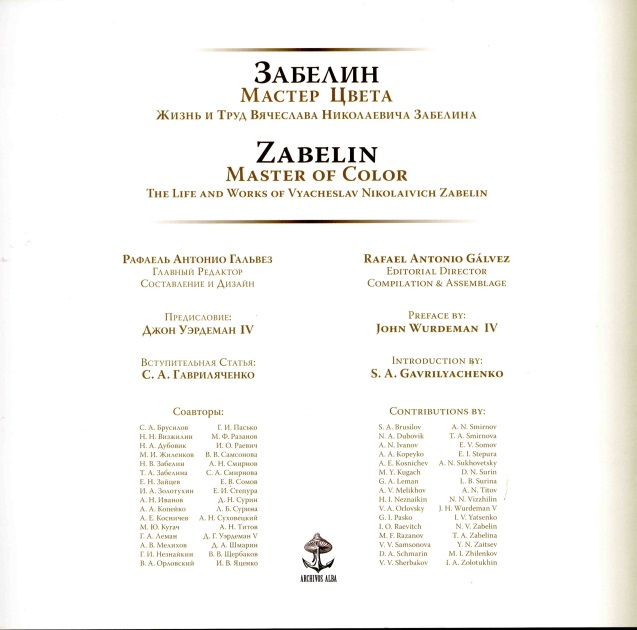 ЗАБЕЛИН
МАСТЕР ЦВЕТА
ЖИЗНЬ И ТРУД ВЯЧЕСЛАВА НИКОЛАЕВИЧА ЗАБЕЛИНА
ZABELIN
MASTER OF COLOR
THE LIFE AND WORKS OF VYACHESLAV NIKOLAIVICH ZABELIN
РАФАЕЛЬ АНТОНИО ГАЛЬВЕЗ
ГЛАВНЫЙ РЕДАКТОР
СОСТАВЛЕНИЕ И ДИЗАЙН
ПРЕДИСЛОВИЕ:
ДЖОН УЭРДЕМАН IV
ВСТУПИТЕЛЬНАЯ СТАТЬЯ:
С. А. ГАВРИЛЯЧЕНКО
СОАВТОРЫ:
С. А. Брусилов
Н. Н. Визжилин
Н. А. Дубовик
М. И. Жиленков
Н. В. Забелин
Т. А. Забелина
Е. Н. Зайцев
И. А. Золотухин
А. Н. Иванов
А. А. Копейко
А. Е. Косничев
М. Ю. Кугач
Г. А. Леман
А. В. Мелихов
Г. И. Незнайкин
В. А. Орловский
Г. И. Пасько
М. Ф. Разанов
И. О. Раевич
В. В. Самсонова
А. Н. Смирнов
С. А. Смирнова
Е. В. Сомов
Е. И. Степура
Д. Н. Сурин
Л. Б. Сурина
А. Н. Суховецкий
А. Н. Титов
Д. Г. Уэрдеман V
Д. А. Шмарин
В. В. Щербаков
И. В. Яценко
RAFAEL ANTONIO GÁLVEZ
EDITORIAL DIRECTOR
COMPILATION & ASSEMBLAGE
PREFACE BY:
JOHN WURDEMAN IV
INTRODUCTION BY:
S. A. GAVRILYACHENKO
CONTRIBUTIONS BY:
S. A. Brusilov
N. A. Dubovik
A. N. Ivanov
A. A. Kopeyko
A. E. Kosnichev
M. Y. Kugach
G. A. Leman
A. V. Melikhov
H. I. Neznaikin
V. A. Orlovsky
G. I. Pasko
I. O. Raevitch
M. F. Razanov
V. V. Samsonova
D. A. Schmarin
V. V. Sherbakov
A. N. Smirnov
T. A. Smirnova
E. V. Somov
E. I. Stepura
A. N. Sukhovetsky
D. N. Surin
L. B. Surina
A. N. Titov
N. N. Vizzhilin
J. H. Wurdeman V
I. V. Yatsenko
N. V. Zabelin
T. A. Zabelina
Y. N. Zaitsev
M. I. Zhilenkov
I. A. Zolotukhin
ARCHIVOS ALBA